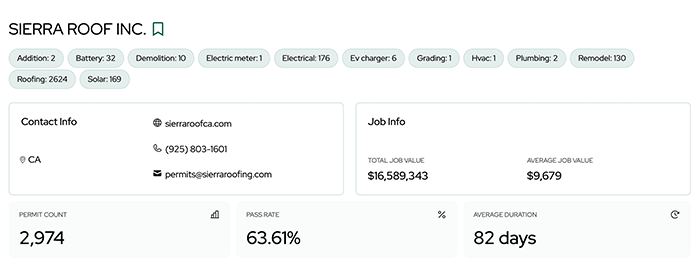 SIERRA ROOF INC.
Addition: 2 Battery: 32 Demolition: 10 Electric meter: 1 Electrical: 176 Ev charger: 6 Grading: 1 Hvac: 1 Plumbing: 2 Remodel: 130
Roofing: 2624 Solar: 169
Contact Info
CA
sierraroofca.com
(925) 803-1601
permits@sierraroofing.com
Job Info
TOTAL JOB VALUE
$16,589,343
AVERAGE JOB VALUE
$9,679
PERMIT COUNT
2,974
PASS RATE
%
63.61%
AVERAGE DURATION
82 days